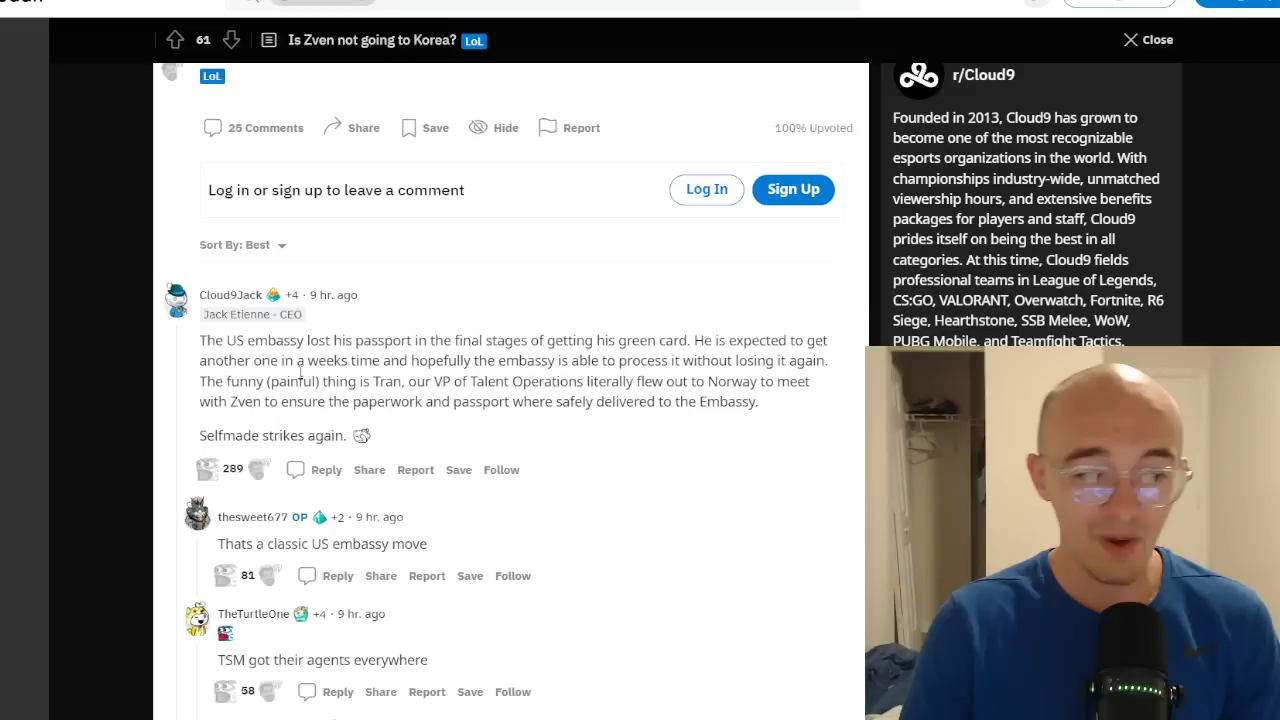 61 Is Zven not going to Korea? LoL Close
LoL
25 Comments Share Save Hide Report 100% Upvoted
Log in or sign up to leave a comment Log In Sign Up
Sort By: Best
Cloud9Jack +4 · 9 hr. ago
Jack Etienne - CEO
The US embassy lost his passport in the final stages of getting his green card. He is expected to get
another one in a weeks time and hopefully the embassy is able to process it without losing it again.
The funny (painful) thing is Tran, our VP of Talent Operations literally flew out to Norway to meet
with Zven to ensure the paperwork and passport where safely delivered to the Embassy.
Selfmade strikes again.
289 Reply Share Report Save Follow
thesweet677 OP +2 · 9 hr. ago
Thats a classic US embassy move
81 Reply Share Report Save Follow
TheTurtleOne +4 · 9 hr. ago
TSM got their agents everywhere
58 Reply Share Report Save Follow
r/Cloud9
Founded in 2013, Cloud9 has grown to
become one of the most recognizable
esports organizations in the world. With
championships industry-wide, unmatched
viewership hours, and extensive benefits
packages for players and staff, Cloud9
prides itself on being the best in all
categories. At this time, Cloud9 fields
professional teams in League of Legends,
CS:GO, VALORANT, Overwatch, Fortnite, R6
Siege, Hearthstone, SSB Melee, WoW,
PUBG Mobile, and Teamfight Tactics.